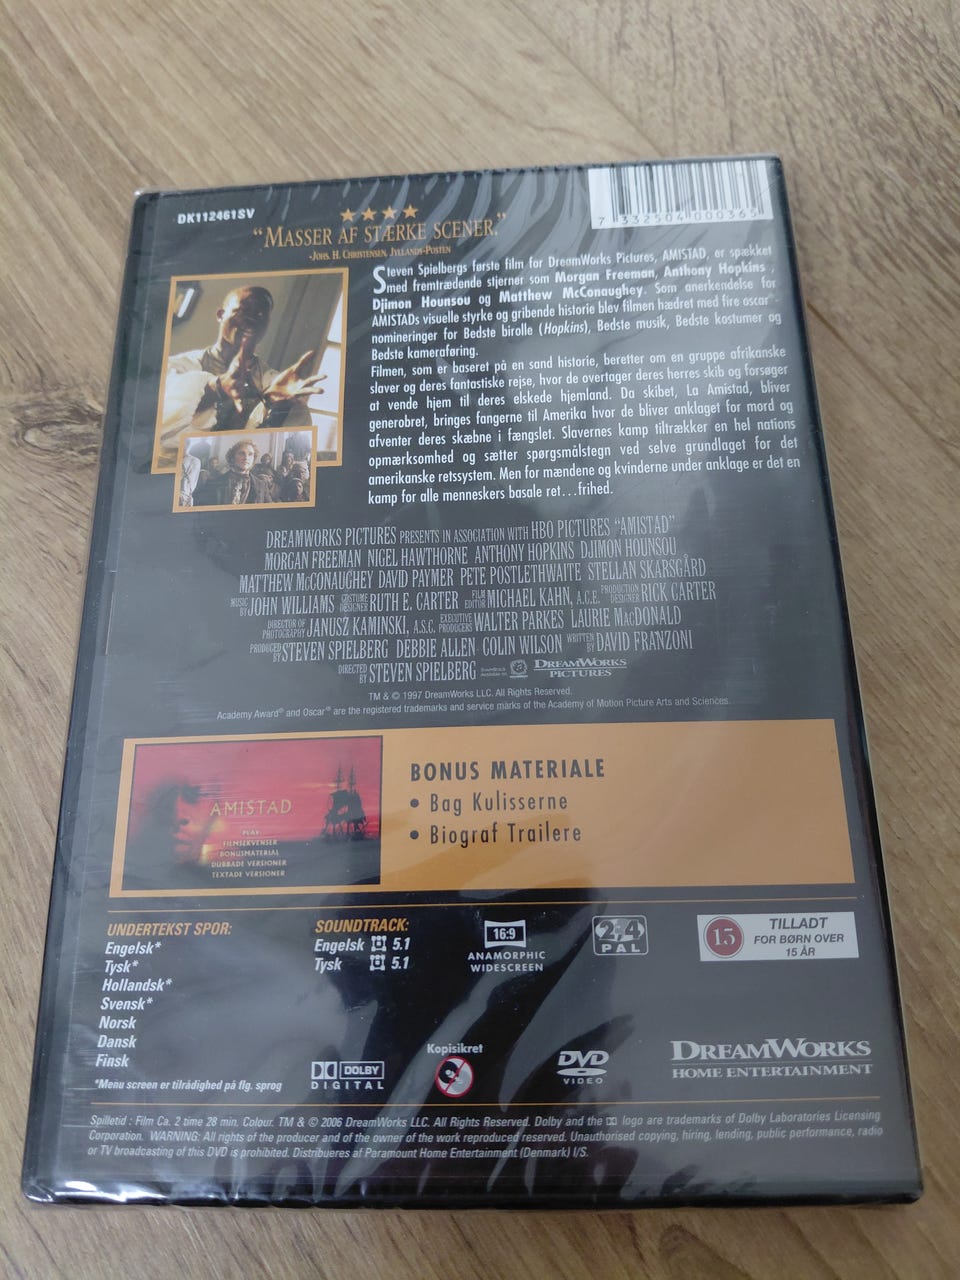 DK112461SV
7 332504 000365
"MASSER AF STÆRKE SCENER."
-JOHS. H. CHRISTENSEN, JYLLANDS-POSTEN
Steven Spielbergs første film for DreamWorks Pictures, AMISTAD, er spækket
med fremtrædende stjerner som Morgan Freeman, Anthony Hopkins ,
Djimon Hounsou og Matthew McConaughey. Som anerkendelse for
AMISTADs visuelle styrke og gribende historie blev filmen hædret med fire oscar®-
nomineringer for Bedste birolle (Hopkins), Bedste musik, Bedste kostumer og
Bedste kameraføring.
Filmen, som er baseret på en sand historie, beretter om en gruppe afrikanske
slaver og deres fantastiske rejse, hvor de overtager deres herres skib og forsøger
at vende hjem til deres elskede hjemland. Da skibet, La Amistad, bliver
generobret, bringes fangerne til Amerika hvor de bliver anklaget for mord og
afventer deres skæbne i fængslet. Slavernes kamp tiltrækker en hel nations
opmærksomhed og sætter spørgsmålstegn ved selve grundlaget for det
amerikanske retssystem. Men for mændene og kvinderne under anklage er det en
kamp for alle menneskers basale ret...frihed.
DREAMWORKS PICTURES PRESENTS IN ASSOCIATION WITH HBO PICTURES "AMISTAD"
MORGAN FREEMAN NIGEL HAWTHORNE ANTHONY HOPKINS DJIMON HOUNSOU
MATTHEW McCONAUGHEY DAVID PAYMER PETE POSTLETHWAITE STELLAN SKARSGÅRD
MUSIC BY JOHN WILLIAMS COSTUME DESIGNER RUTH E. CARTER FILM EDITOR MICHAEL KAHN, A.C.E. PRODUCTION DESIGNER RICK CARTER
DIRECTOR OF PHOTOGRAPHY JANUSZ KAMINSKI, A.S.C. EXECUTIVE PRODUCERS WALTER PARKES LAURIE MacDONALD
PRODUCED BY STEVEN SPIELBERG DEBBIE ALLEN COLIN WILSON WRITTEN BY DAVID FRANZONI
DIRECTED BY STEVEN SPIELBERG DREAMWORKS PICTURES
TM & © 1997 DreamWorks LLC. All Rights Reserved.
Academy Award® and Oscar® are the registered trademarks and service marks of the Academy of Motion Picture Arts and Sciences.
AMISTAD
PLAY
FILMSEKVENSER
BONUSMATERIAL
DUBBADE VERSIONER
TEXTADE VERSIONER
BONUS MATERIALE
• Bag Kulisserne
• Biograf Trailere
UNDERTEKST SPOR:
Engelsk*
Tysk*
Hollandsk*
Svensk*
Norsk
Dansk
Finsk
*Menu screen er tilrådighed på flg. sprog
SOUNDTRACK:
Engelsk 5.1
Tysk 5.1
16:9
ANAMORPHIC
WIDESCREEN
2,4
PAL
15
TILLADT
FOR BØRN OVER
15 ÅR
DOLBY
DIGITAL
Kopisikret
DVD
VIDEO
DREAMWORKS
HOME ENTERTAINMENT
Spilletid : Film Ca. 2 time 28 min. Colour. TM & © 2006 DreamWorks LLC. All Rights Reserved. Dolby and the logo are trademarks of Dolby Laboratories Licensing
Corporation. WARNING: All rights of the producer and of the owner of the work reproduced reserved. Unauthorised copying, hiring, lending, public performance, radio
or TV broadcasting of this DVD is prohibited. Distribueres af Paramount Home Entertainment (Denmark) I/S.